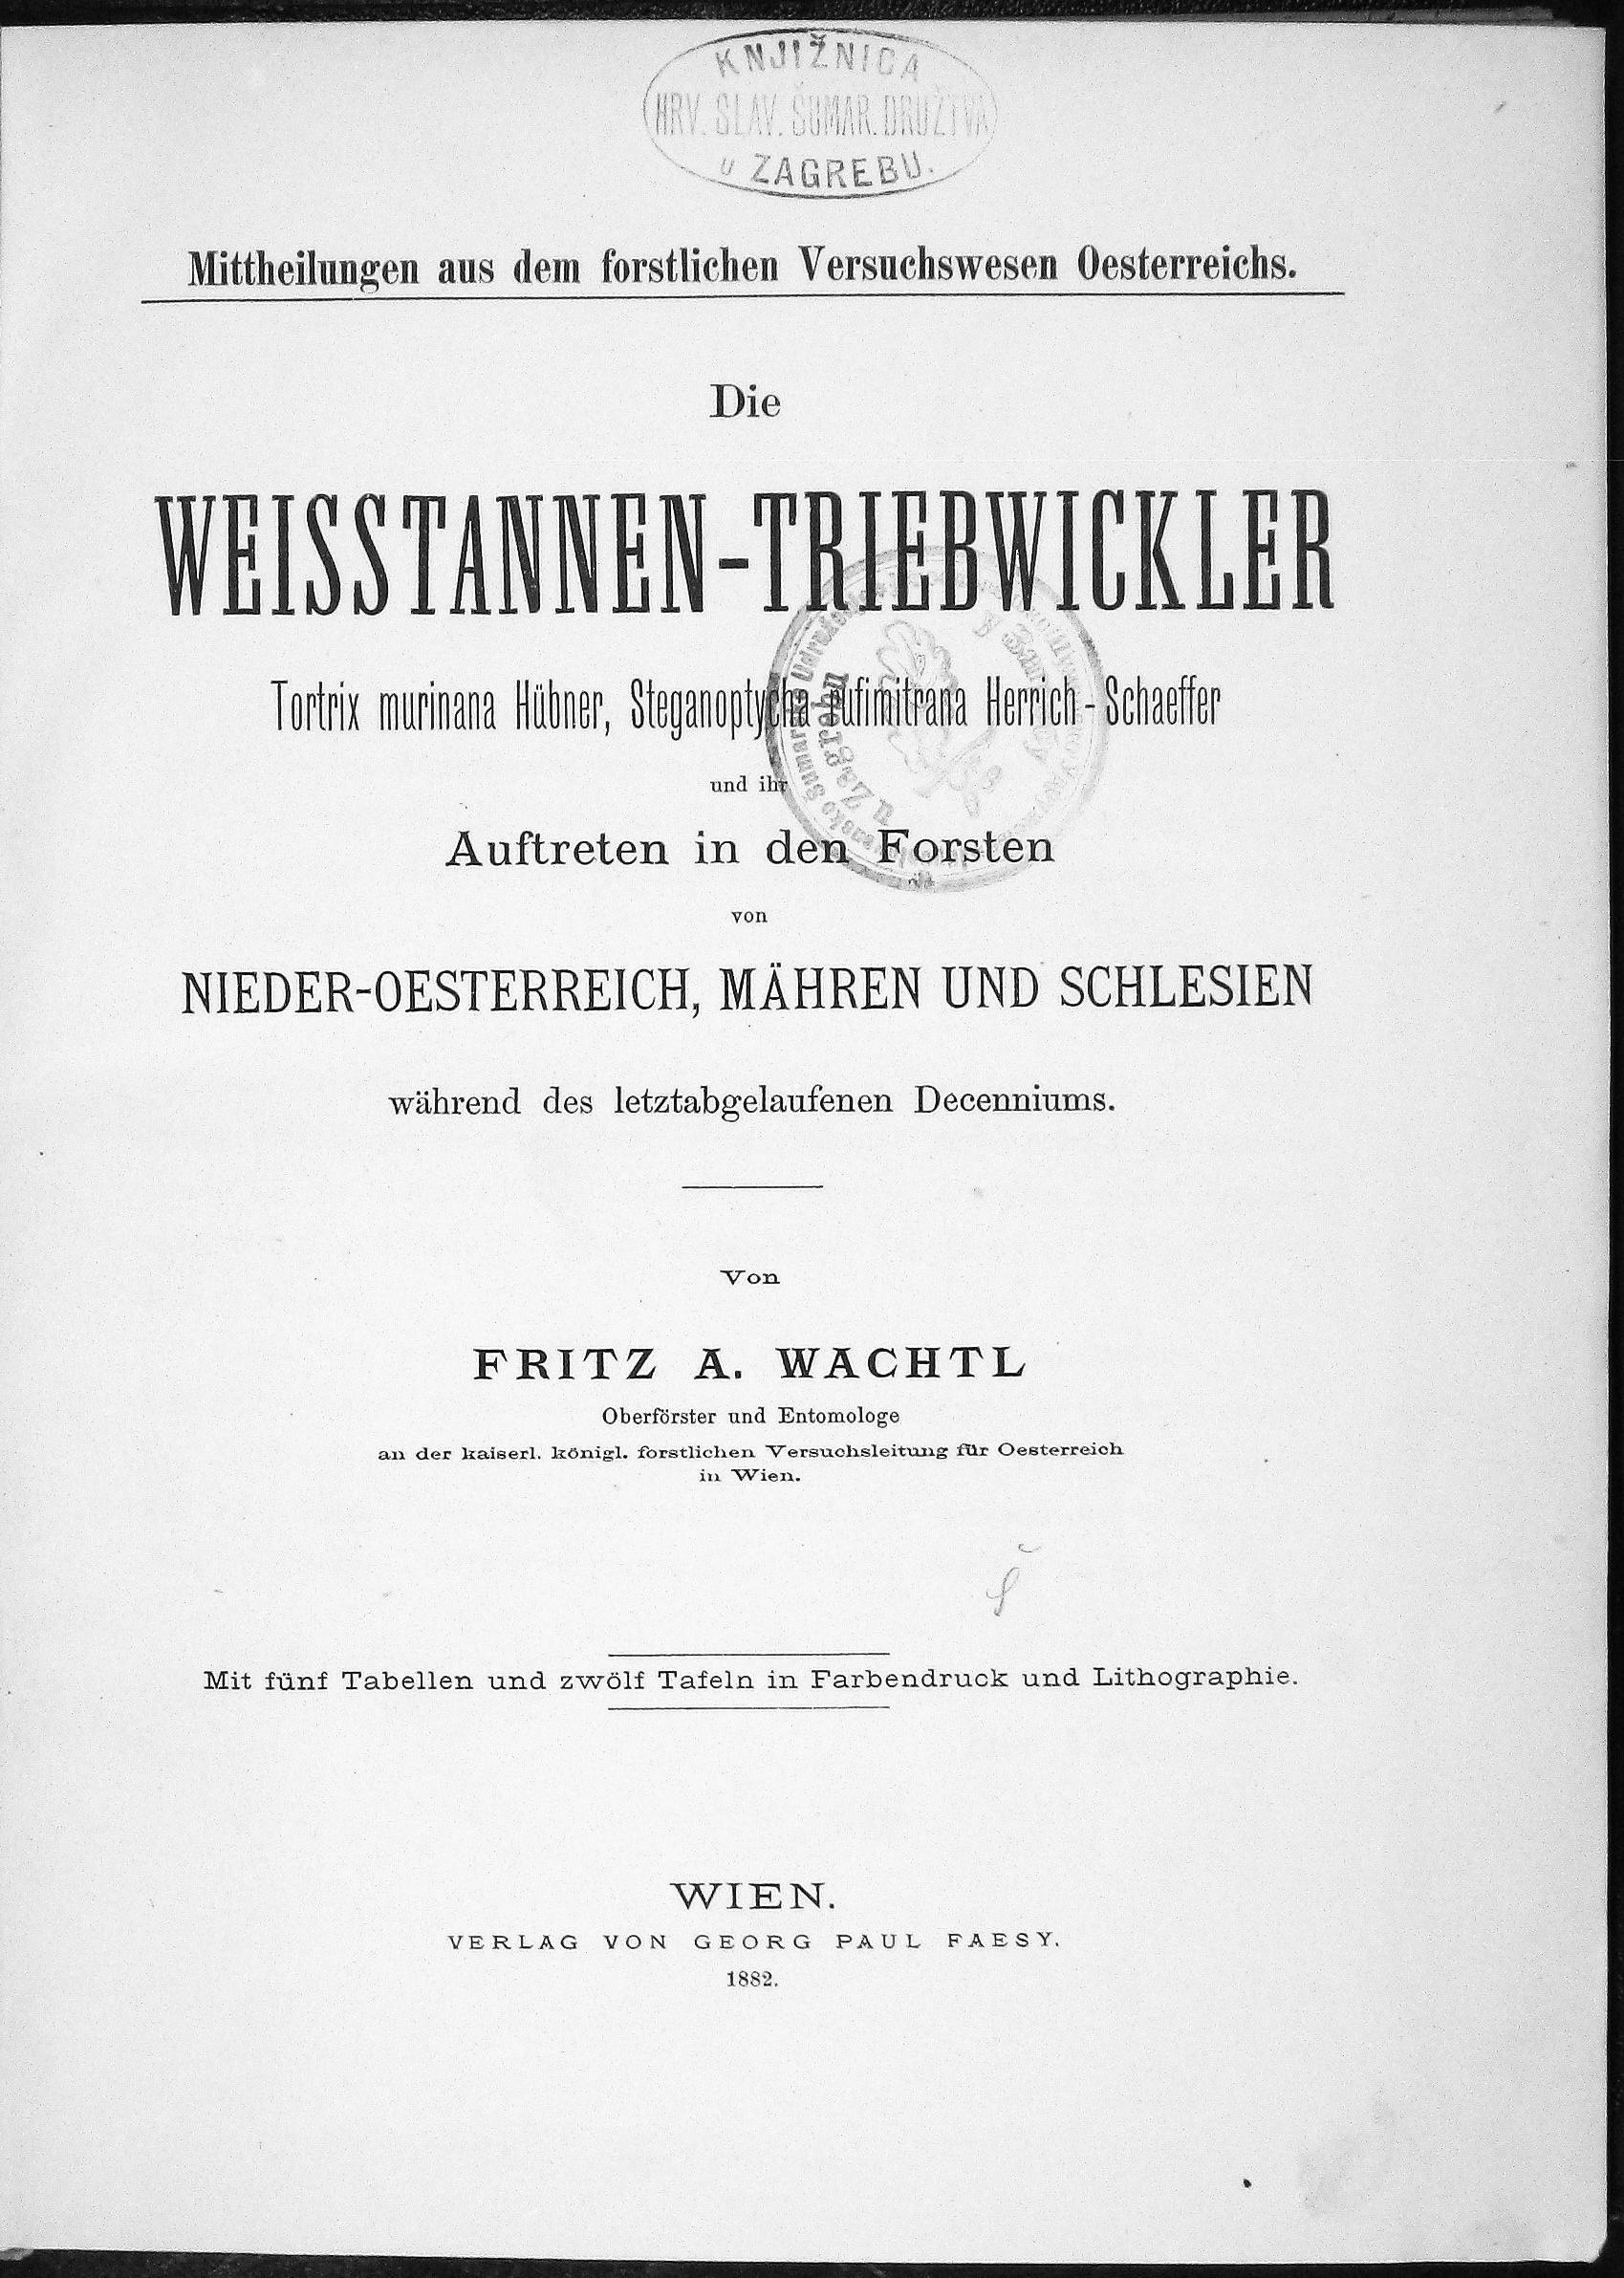 KNJIŽNICA
HRV. SLAV. ŠUMAR. DRUŽTVA
u ZAGREBU.
Mittheilungen aus dem forstlichen Versuchswesen Oesterreichs.
Die
WEISSTANNEN-TRIEBWICKLER
Tortrix murinana Hübner, Steganoptycha rufimitrana Herrich-Schaeffer
und ihr
u Zagrebu
Auftreten in den Forsten
von
NIEDER-OESTERREICH, MÄHREN UND SCHLESIEN
während des letztabgelaufenen Decenniums.
Von
FRITZ A. WACHTL
Oberförster und Entomologe
an der kaiserl. königl. forstlichen Versuchsleitung für Oesterreich
in Wien.
Š
Mit fünf Tabellen und zwölf Tafeln in Farbendruck und Lithographie.
WIEN.
VERLAG VON GEORG PAUL FAESY.
1882.